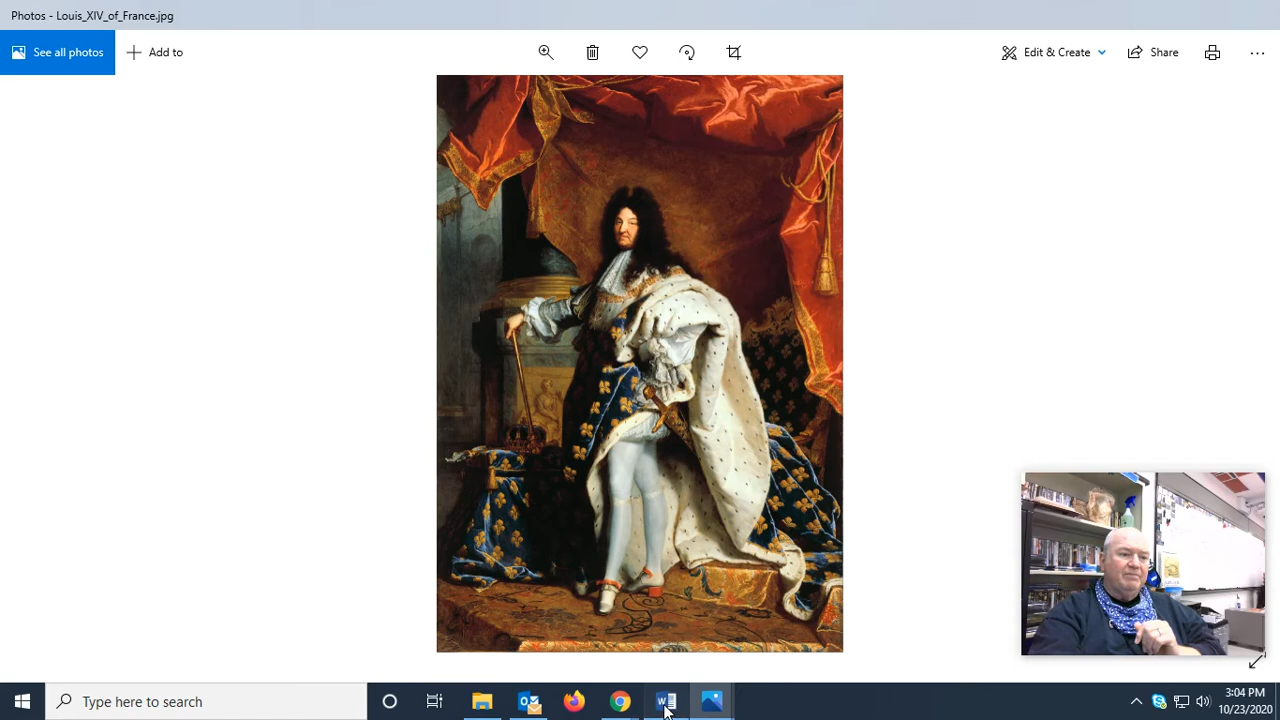 Photos - Louis_XIV_of_France.jpg
See all photos
Add to
Edit & Create
Share
Type here to search
3:04 PM
10/23/2020